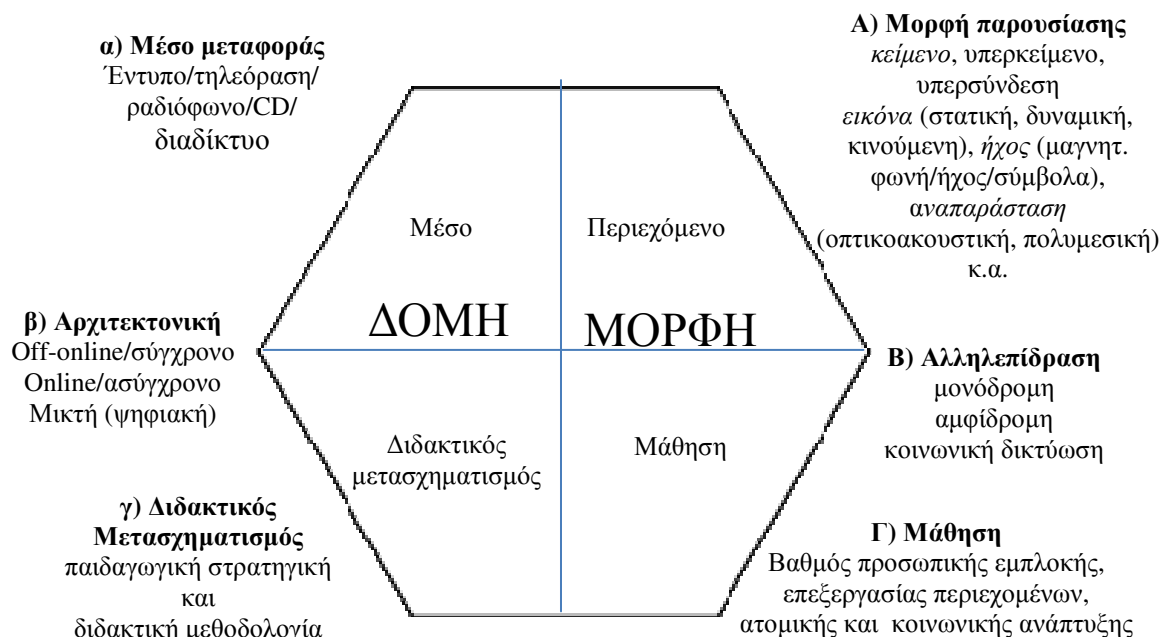 α) Μέσο μεταφοράς
Έντυπο/τηλεόραση/
ραδιόφωνο/CD/
διαδίκτυο
Α) Μορφή παρουσίασης
κείμενο, υπερκείμενο,
υπερσύνδεση
εικόνα (στατική, δυναμική,
κινούμενη), ήχος (μαγνητ.
φωνή/ήχος/σύμβολα),
αναπαράσταση
(οπτικοακουστική, πολυμεσική)
κ.α.
Μέσο
Περιεχόμενο
ΔΟΜΗ
ΜΟΡΦΗ
β) Αρχιτεκτονική
Off-online/σύγχρονο
Online/ασύγχρονο
Μικτή (ψηφιακή)
Β) Αλληλεπίδραση
μονόδρομη
αμφίδρομη
κοινωνική δικτύωση
Διδακτικός
μετασχηματισμός
Μάθηση
γ) Διδακτικός
Μετασχηματισμός
παιδαγωγική στρατηγική
και
διδακτική μεθοδολογία
Γ) Μάθηση
Βαθμός προσωπικής εμπλοκής,
επεξεργασίας περιεχομένων,
ατομικής και κοινωνικής ανάπτυξης